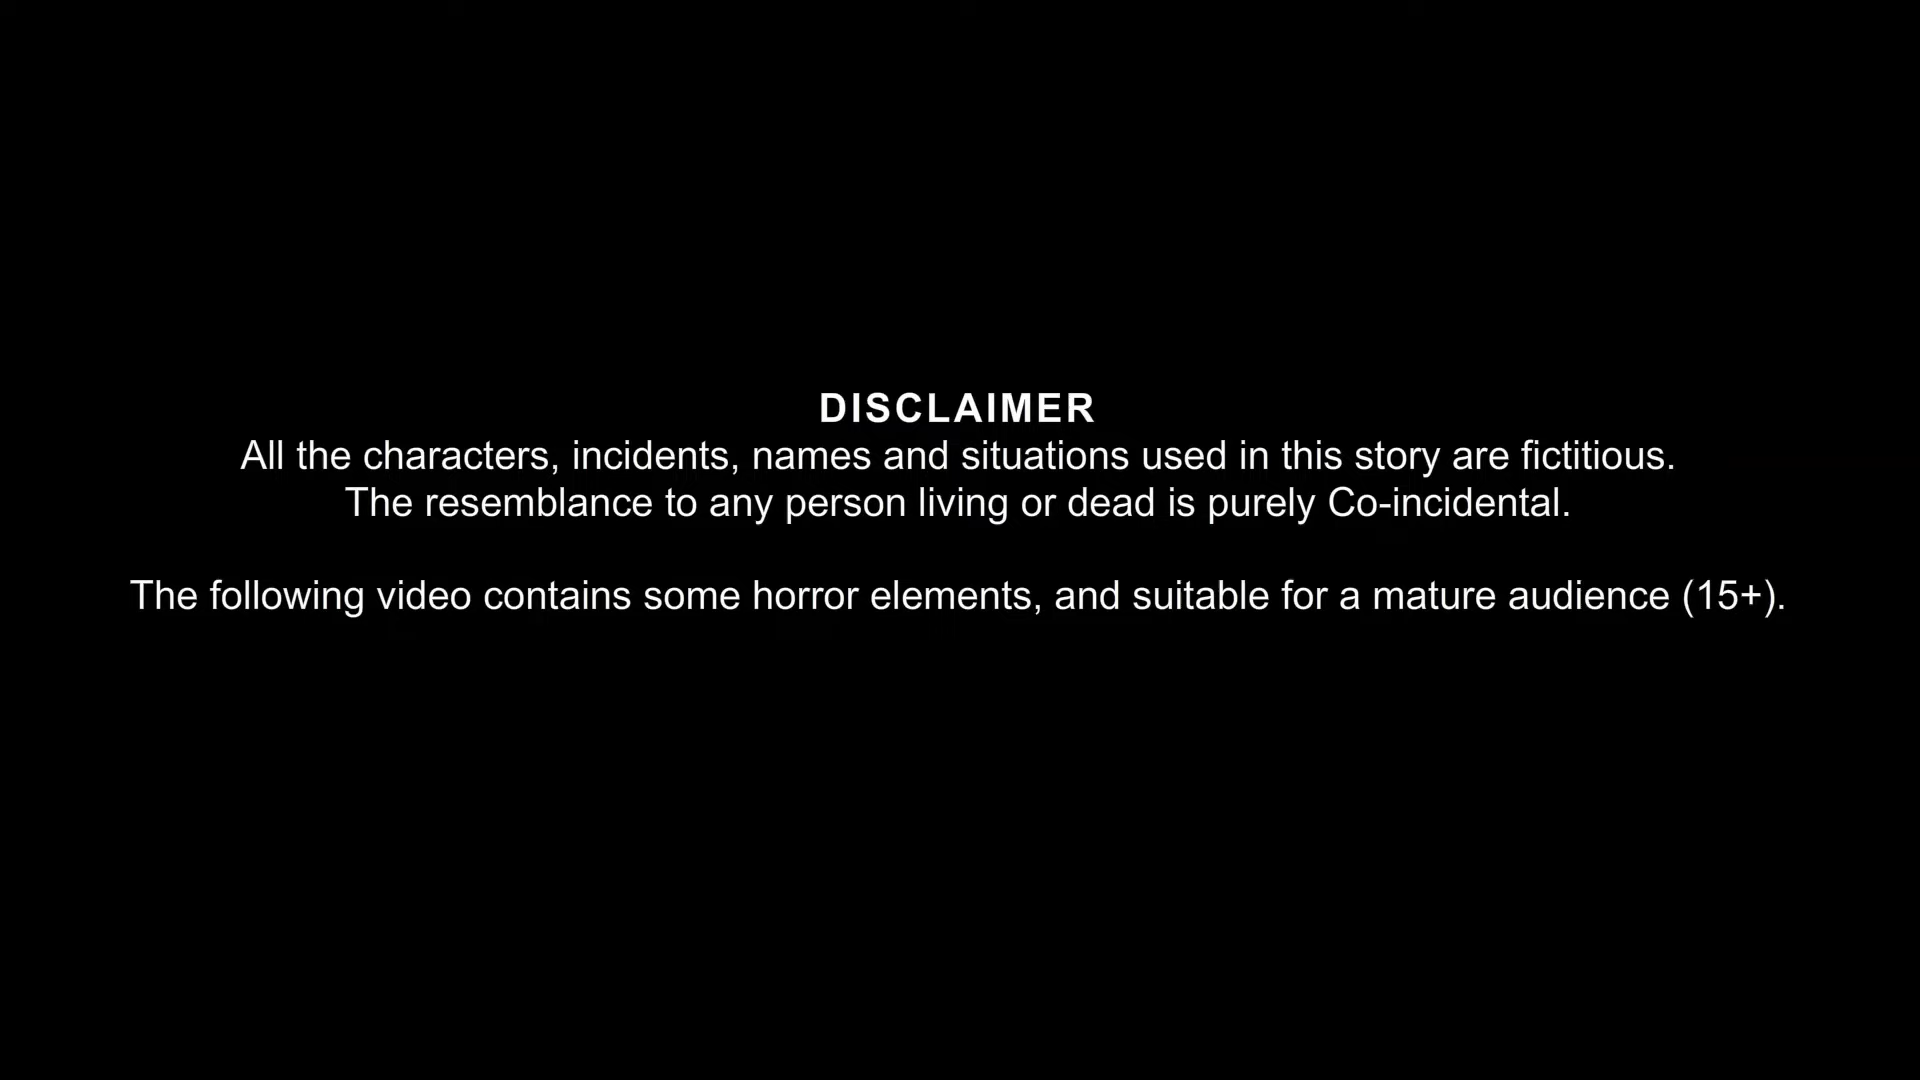 DISCLAIMER
All the characters, incidents, names and situations used in this story are fictitious.
The resemblance to any person living or dead is purely Co-incidental.
The following video contains some horror elements, and suitable for a mature audience (15+).